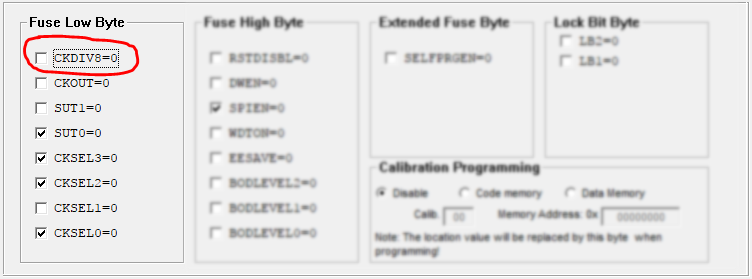 Fuse Low Byte
CKDIV8=0
CKOUT=0
SUT1=0
SUT0=0
CKSEL3=0
CKSEL2=0
CKSEL1=0
CKSEL0=0
Fuse High Byte
RSTDISBL=0
DWEN=0
SPIEN=0
WDTON=0
EESAVE=0
BODLEVEL2=0
BODLEVEL1=0
BODLEVEL0=0
Extended Fuse Byte
SELFPRGEN=0
Lock Bit Byte
LB2=0
LB1=0
Calibration Programming
Disable Code memory Data Memory
Calib. 00 Memory Address: 0x 00000000
Note: The location value will be replaced by this byte when
programming!